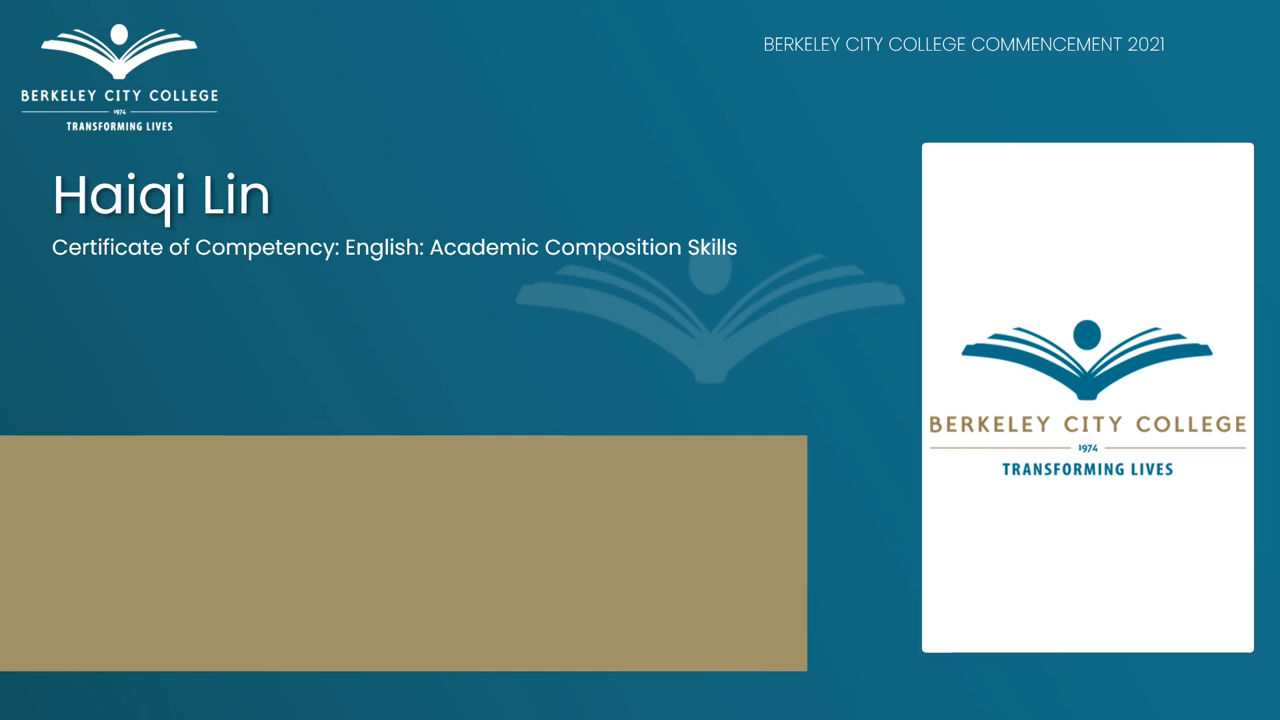 BERKELEY CITY COLLEGE
1974
TRANSFORMING LIVES
BERKELEY CITY COLLEGE COMMENCEMENT 2021
Haiqi Lin
Certificate of Competency: English: Academic Composition Skills
BERKELEY CITY COLLEGE
1974
TRANSFORMING LIVES